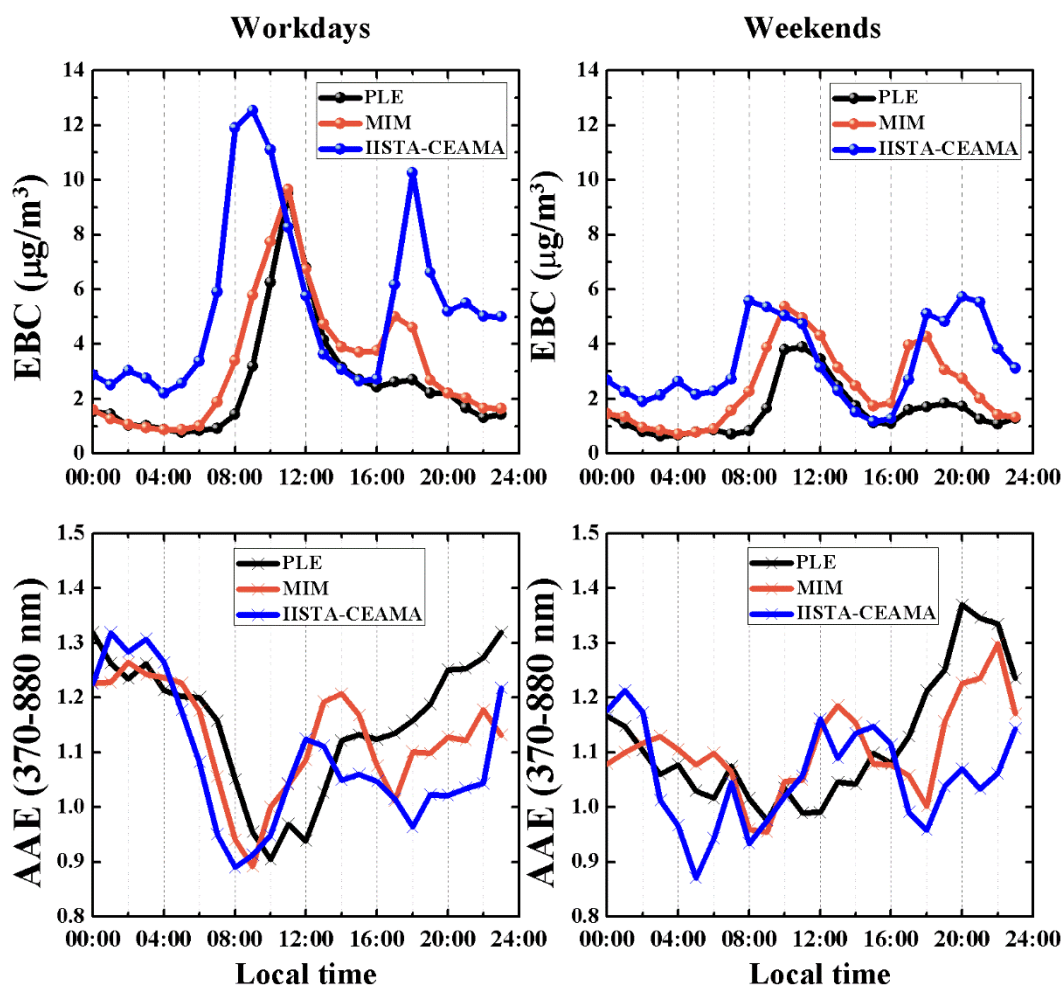 Workdays
Weekends
EBC (μg/m³)
14
12
10
8
6
4
2
0
PLE
MIM
IISTA-CEAMA
00:00 04:00 08:00 12:00 16:00 20:00 24:00
EBC (μg/m³)
14
12
10
8
6
4
2
0
PLE
MIM
IISTA-CEAMA
00:00 04:00 08:00 12:00 16:00 20:00 24:00
AAE (370-880 nm)
1.5
1.4
1.3
1.2
1.1
1.0
0.9
0.8
PLE
MIM
IISTA-CEAMA
00:00 04:00 08:00 12:00 16:00 20:00 24:00
Local time
AAE (370-880 nm)
1.5
1.4
1.3
1.2
1.1
1.0
0.9
0.8
PLE
MIM
IISTA-CEAMA
00:00 04:00 08:00 12:00 16:00 20:00 24:00
Local time